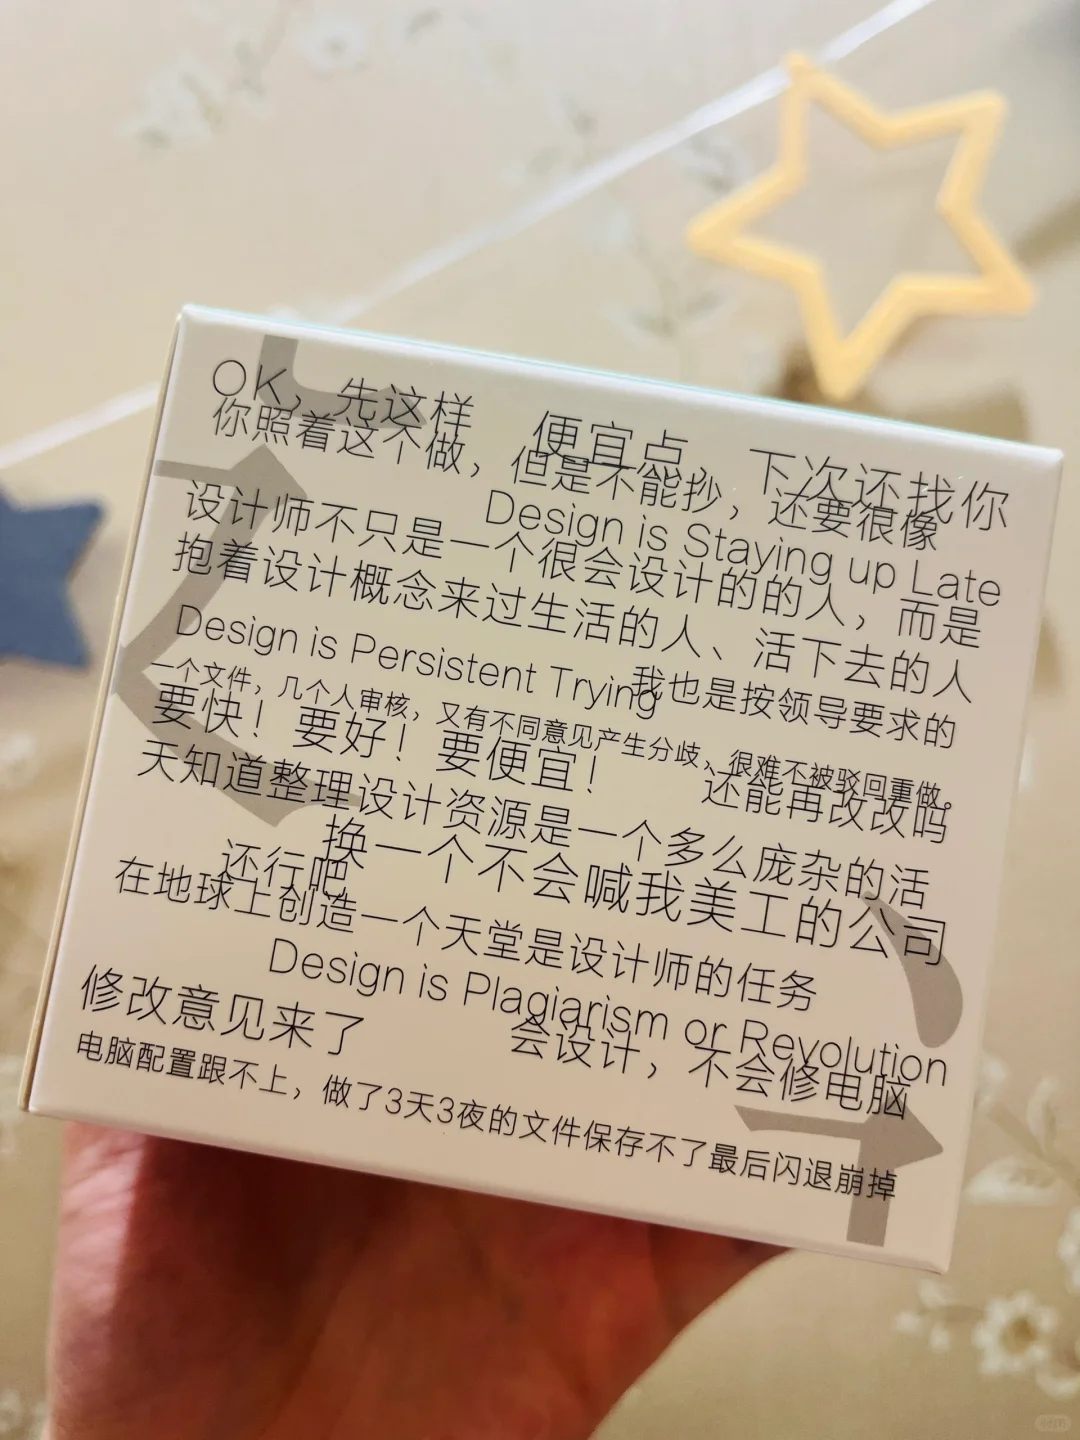 OK，先这样
便宜点，下次还找你
你照着这个做，但是不能抄，还要很像
Design is Staying up Late
设计师不只是一个很会设计的的人，而是
抱着设计概念来过生活的人、活下去的人
Design is Persistent Trying
我也是按领导要求的
一个文件，几个人审核，又有不同意见产生分歧，很难不被驳回重做。
要快！要好！要便宜！
还能再改改吗
天知道整理设计资源是一个多么庞杂的活
换一个不会喊我美工的公司
还行吧
在地球上创造一个天堂是设计师的任务
Design is Plagiarism or Revolution
修改意见来了
会设计，不会修电脑
电脑配置跟不上，做了3天3夜的文件保存不了最后闪退崩掉